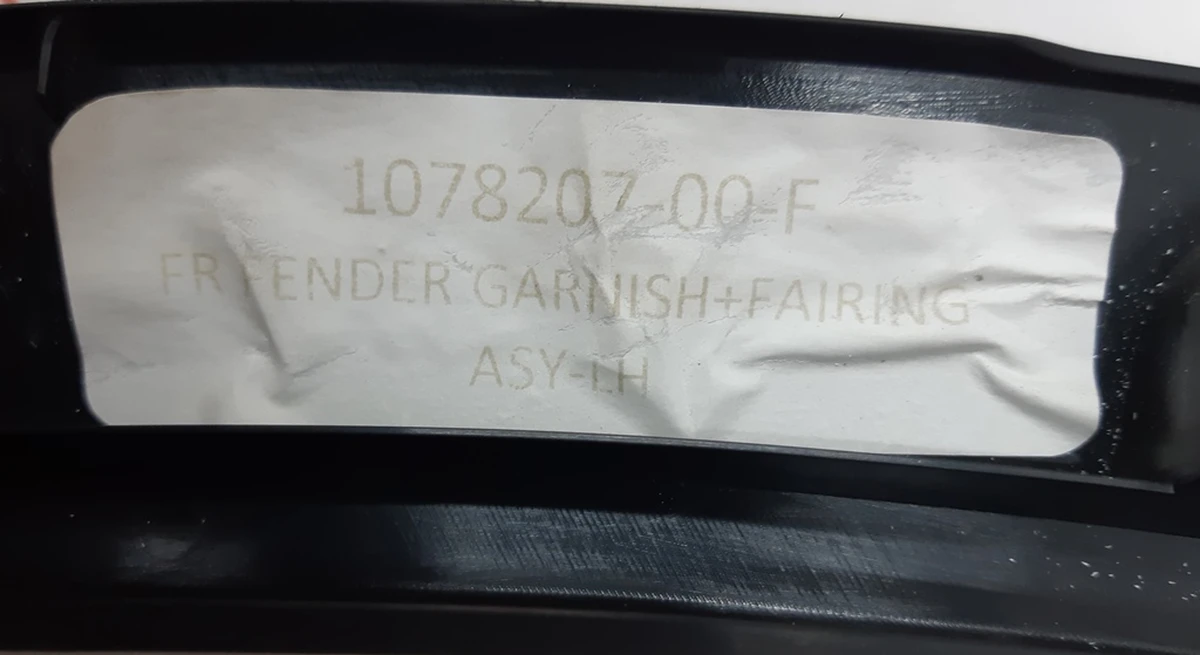 1078207-00-F
FR FENDER GARNISH+FAIRING
ASY-LH